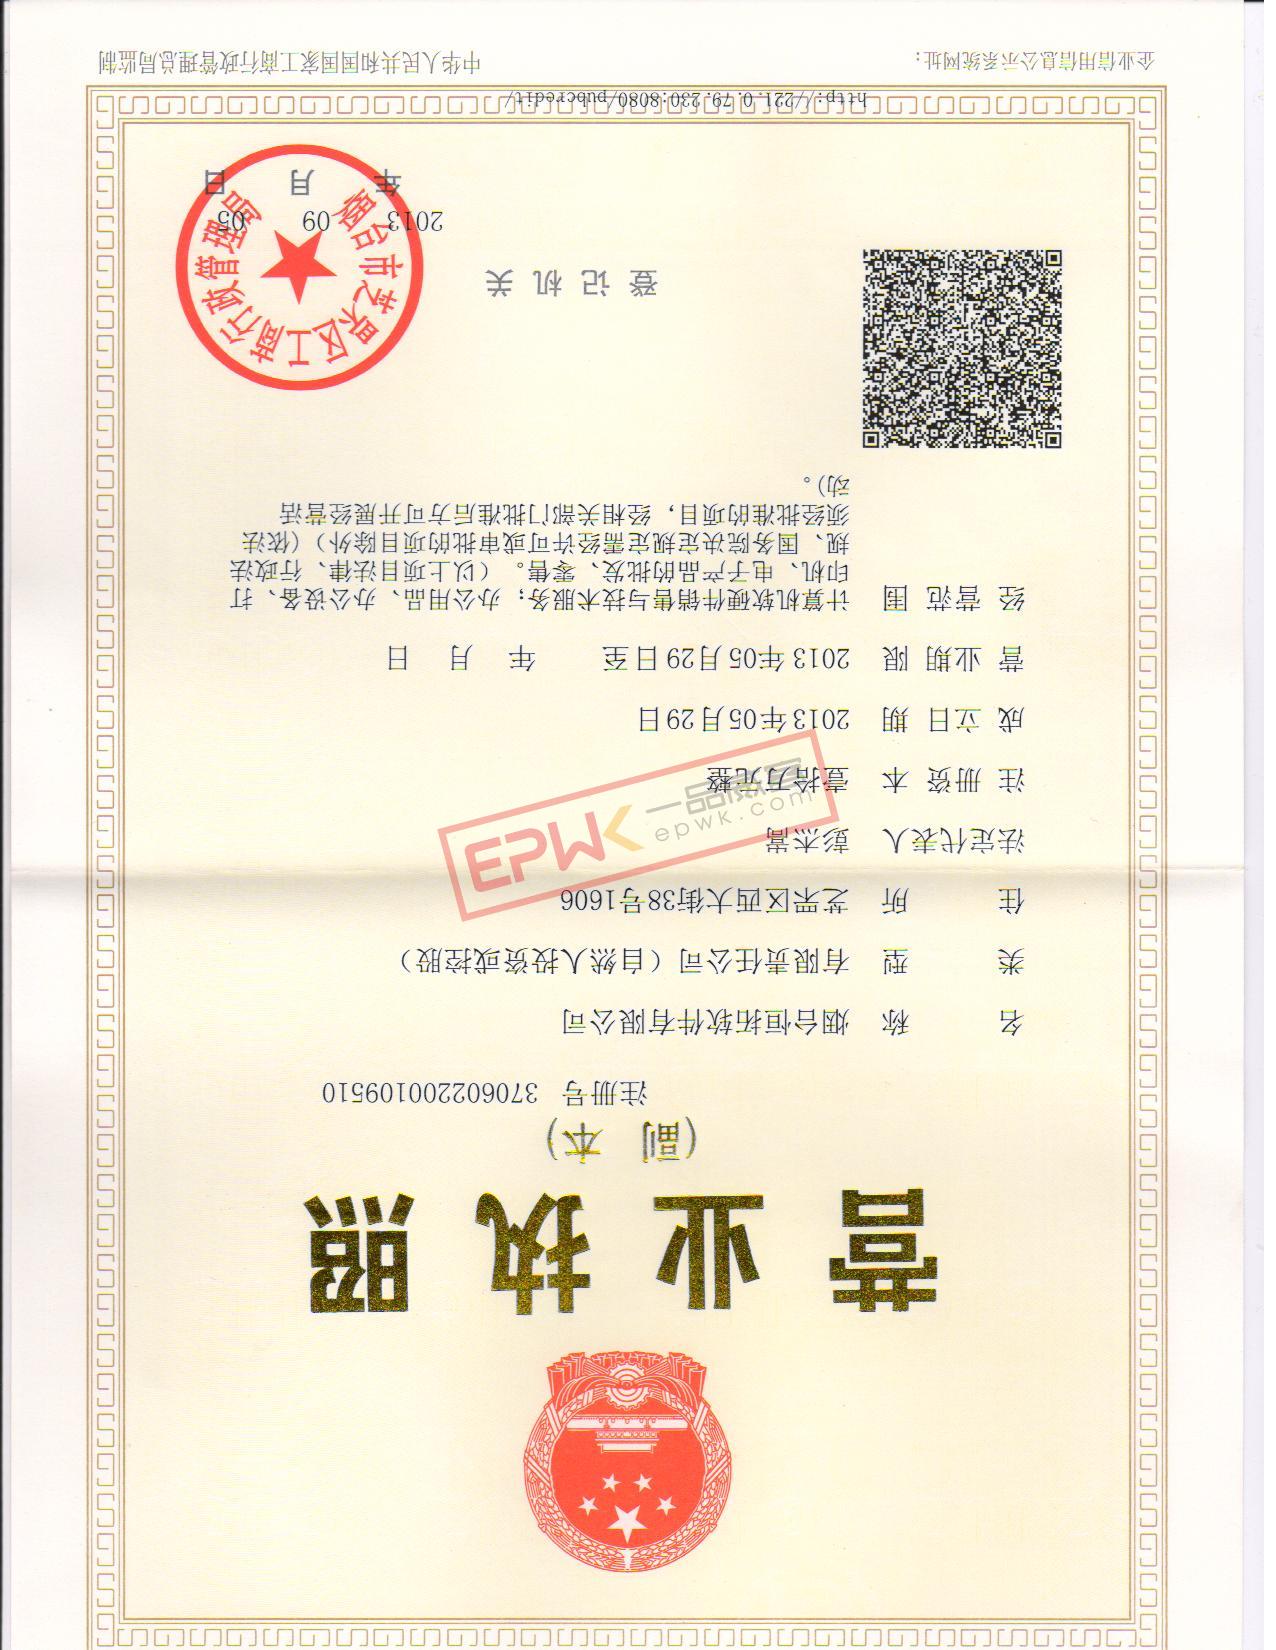 营业执照
(副 本)
注册号 370602200109510
名 称 烟台恒拓软件有限公司
类 型 有限责任公司(自然人投资或控股)
住 所 芝罘区西大街38号1606
法定代表人 彭杰嵩
注册资本 壹拾万元整
成立日期 2013年05月29日
营业期限 2013年05月29日至 年 月 日
经营范围 计算机软硬件销售与技术服务;办公用品、办公设备、打
印机、电子产品的批发、零售。(以上项目法律、行政法
规、国务院决定规定需经许可或审批的项目除外)(依法
须经批准的项目,经相关部门批准后方可开展经营活
动)。
EPWK 一品威客
epwk.com
登记机关
烟台市芝罘区工商行政管理局
2013 09 05
年 月 日
http://221.0.79.230:8080/pubcredit/
企业信用信息公示系统网址:
中华人民共和国国家工商行政管理总局监制